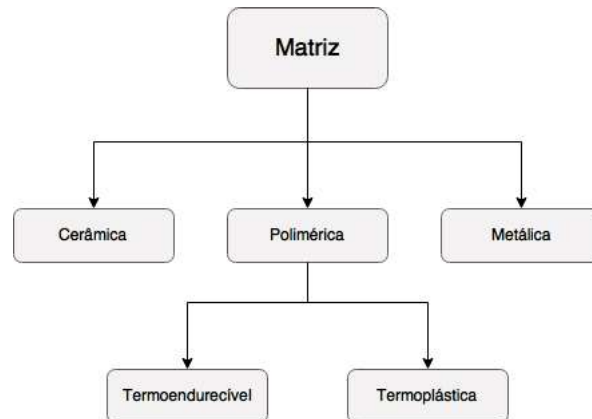 Matriz
Cerâmica
Polimérica
Metálica
Termoendurecível
Termoplástica